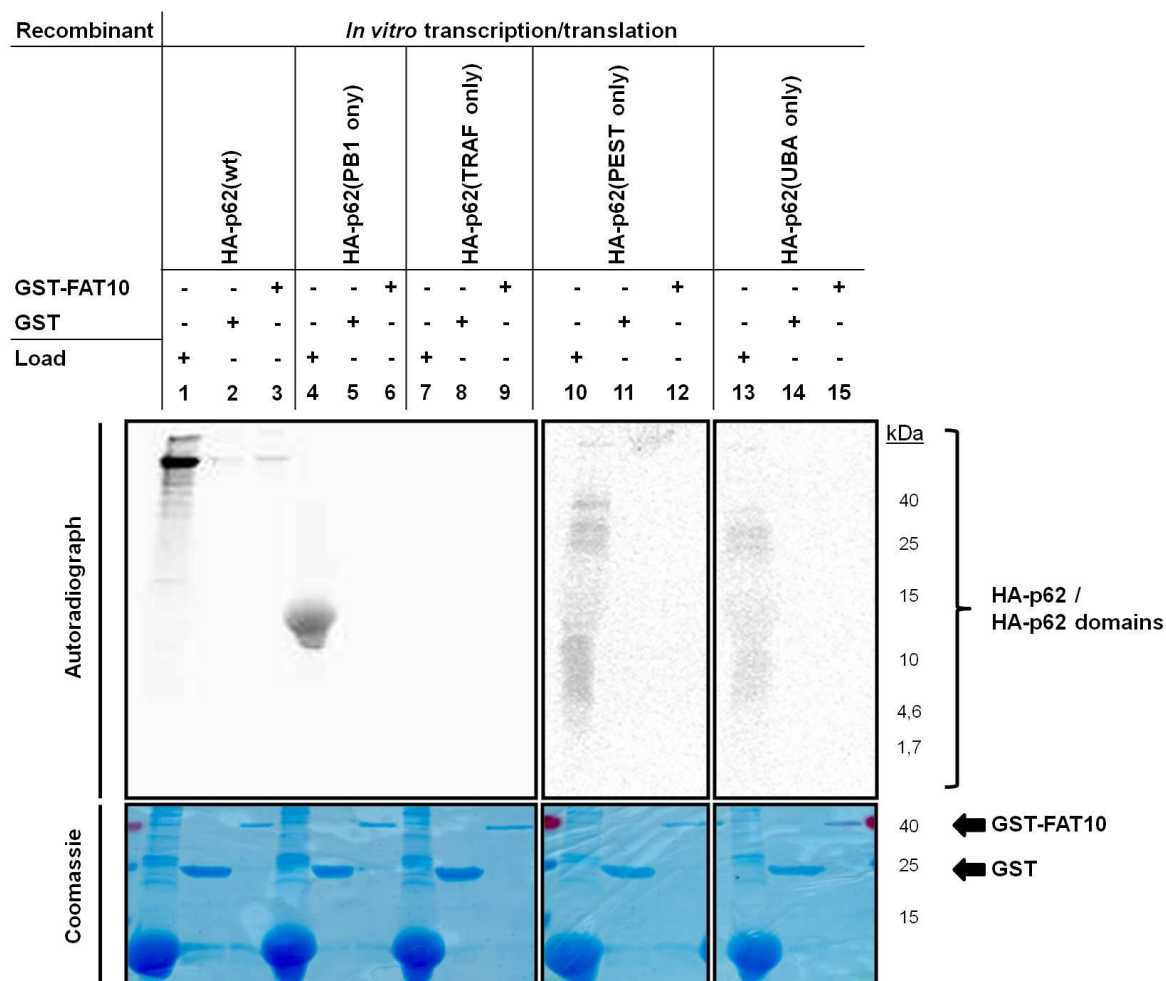 Recombinant In vitro transcription/translation
HA-p62(wt)
HA-p62(PB1 ony)
HA-p62(TRAF only)
HA-p62(PEST only)
HA-p62(UBA only)
GST-FAT10 - - + - - + - - + - - + - - +
GST - + - - + - - + - - + - - + -
Load + - - + - - + - - + - - + - -
1 2 3 4 5 6 7 8 9 10 11 12 13 14 15
Autoradiograph
kDa
40
25
15
10
4,6
1,7
HA-p62 /
HA-p62 domains
Coomassie
40 GST-FAT10
25 GST
15